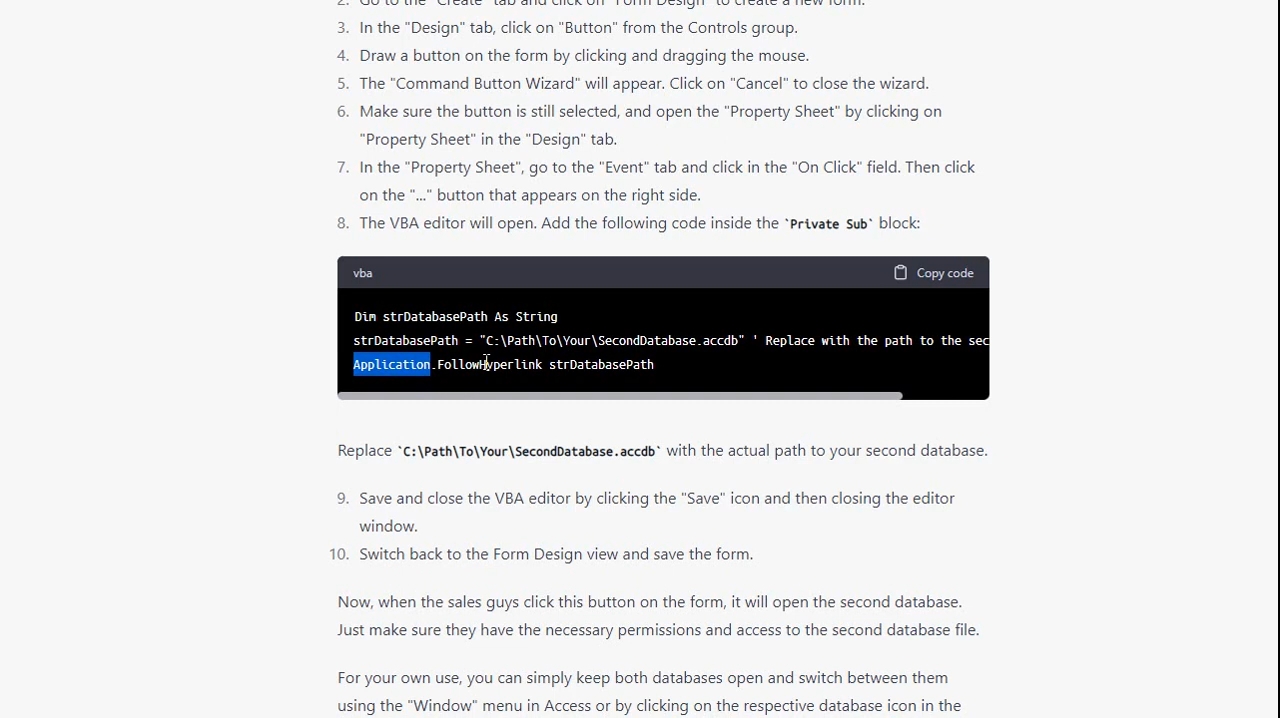 2. Go to the "Create" tab and click on "Form Design" to create a new form.
3. In the "Design" tab, click on "Button" from the Controls group.
4. Draw a button on the form by clicking and dragging the mouse.
5. The "Command Button Wizard" will appear. Click on "Cancel" to close the wizard.
6. Make sure the button is still selected, and open the "Property Sheet" by clicking on
"Property Sheet" in the "Design" tab.
7. In the "Property Sheet", go to the "Event" tab and click in the "On Click" field. Then click
on the "..." button that appears on the right side.
8. The VBA editor will open. Add the following code inside the `Private Sub` block:
vba Copy code
Dim strDatabasePath As String
strDatabasePath = "C:\Path\To\Your\SecondDatabase.accdb" ' Replace with the path to the sec
Application.FollowHyperlink strDatabasePath
Replace `C:\Path\To\Your\SecondDatabase.accdb` with the actual path to your second database.
9. Save and close the VBA editor by clicking the "Save" icon and then closing the editor
window.
10. Switch back to the Form Design view and save the form.
Now, when the sales guys click this button on the form, it will open the second database.
Just make sure they have the necessary permissions and access to the second database file.
For your own use, you can simply keep both databases open and switch between them
using the "Window" menu in Access or by clicking on the respective database icon in the